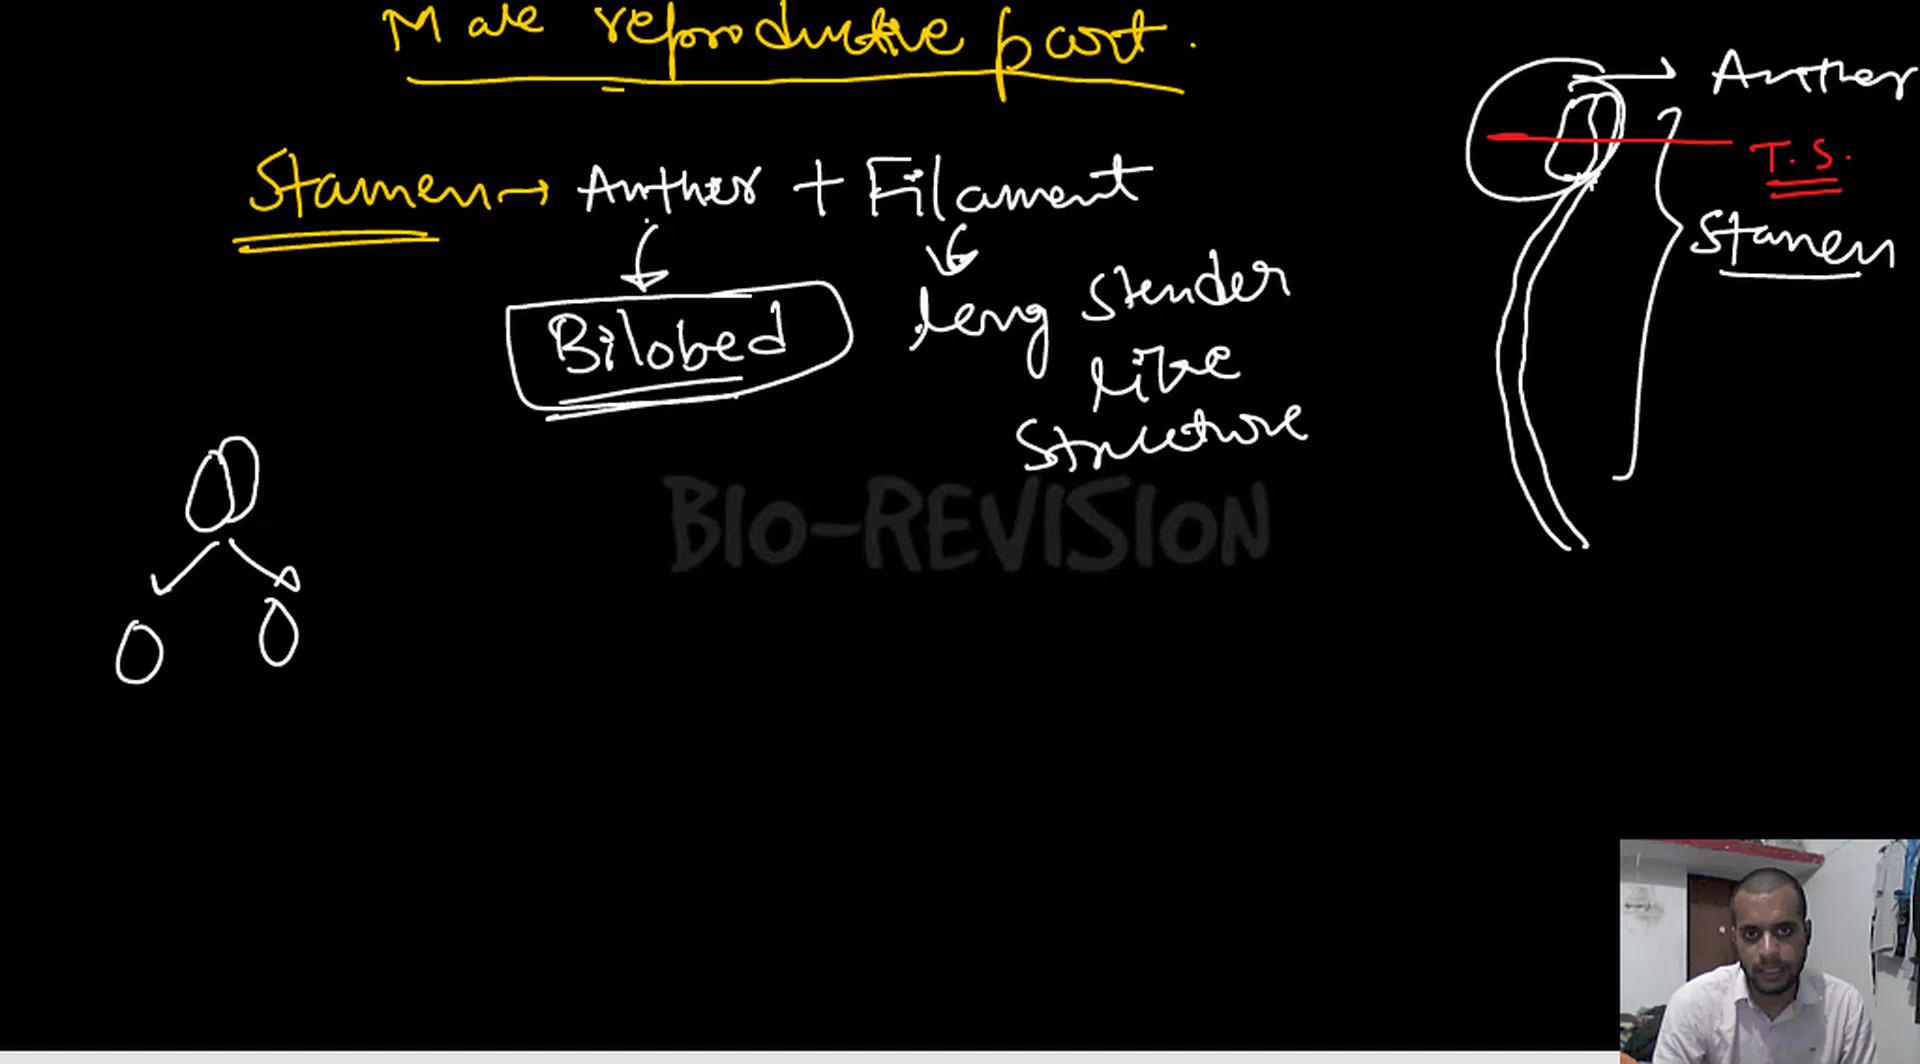 Male reproductive part.
Stamen → Anther + Filament
Bilobed
long slender
like
structure
Anther
T.S.
Stamen
BIO-REVISION